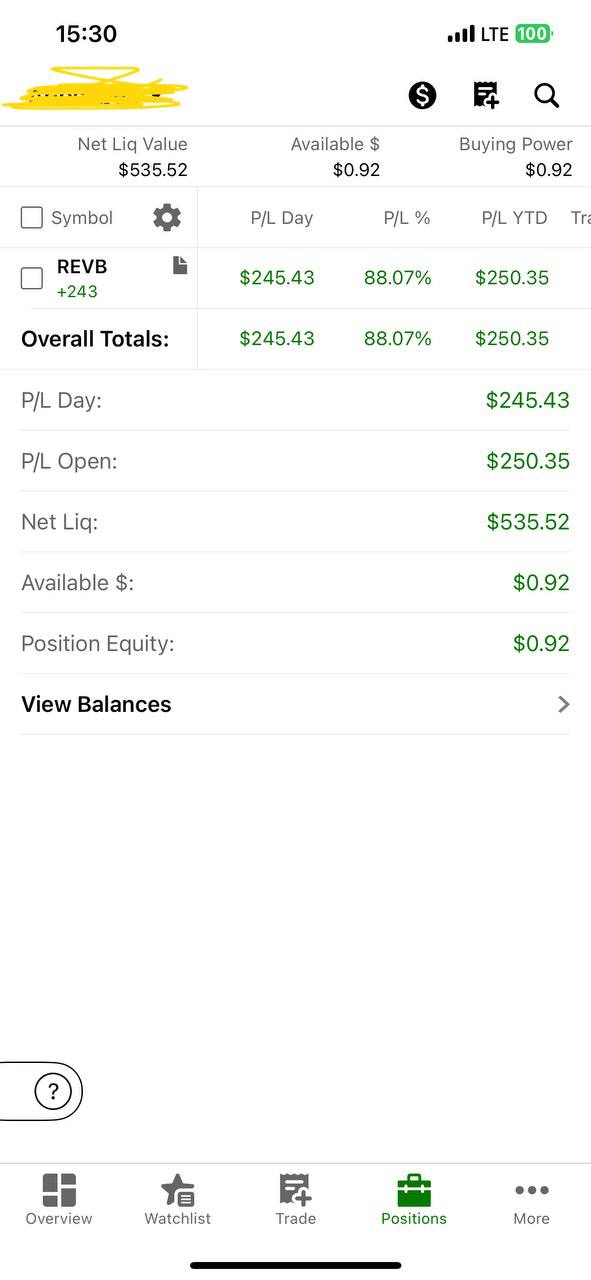 15:30 LTE 100
Net Liq Value Available $ Buying Power
$535.52 $0.92 $0.92
Symbol P/L Day P/L % P/L YTD Tra
REVB $245.43 88.07% $250.35
+243
Overall Totals: $245.43 88.07% $250.35
P/L Day: $245.43
P/L Open: $250.35
Net Liq: $535.52
Available $: $0.92
Position Equity: $0.92
View Balances
?
Overview Watchlist Trade Positions More